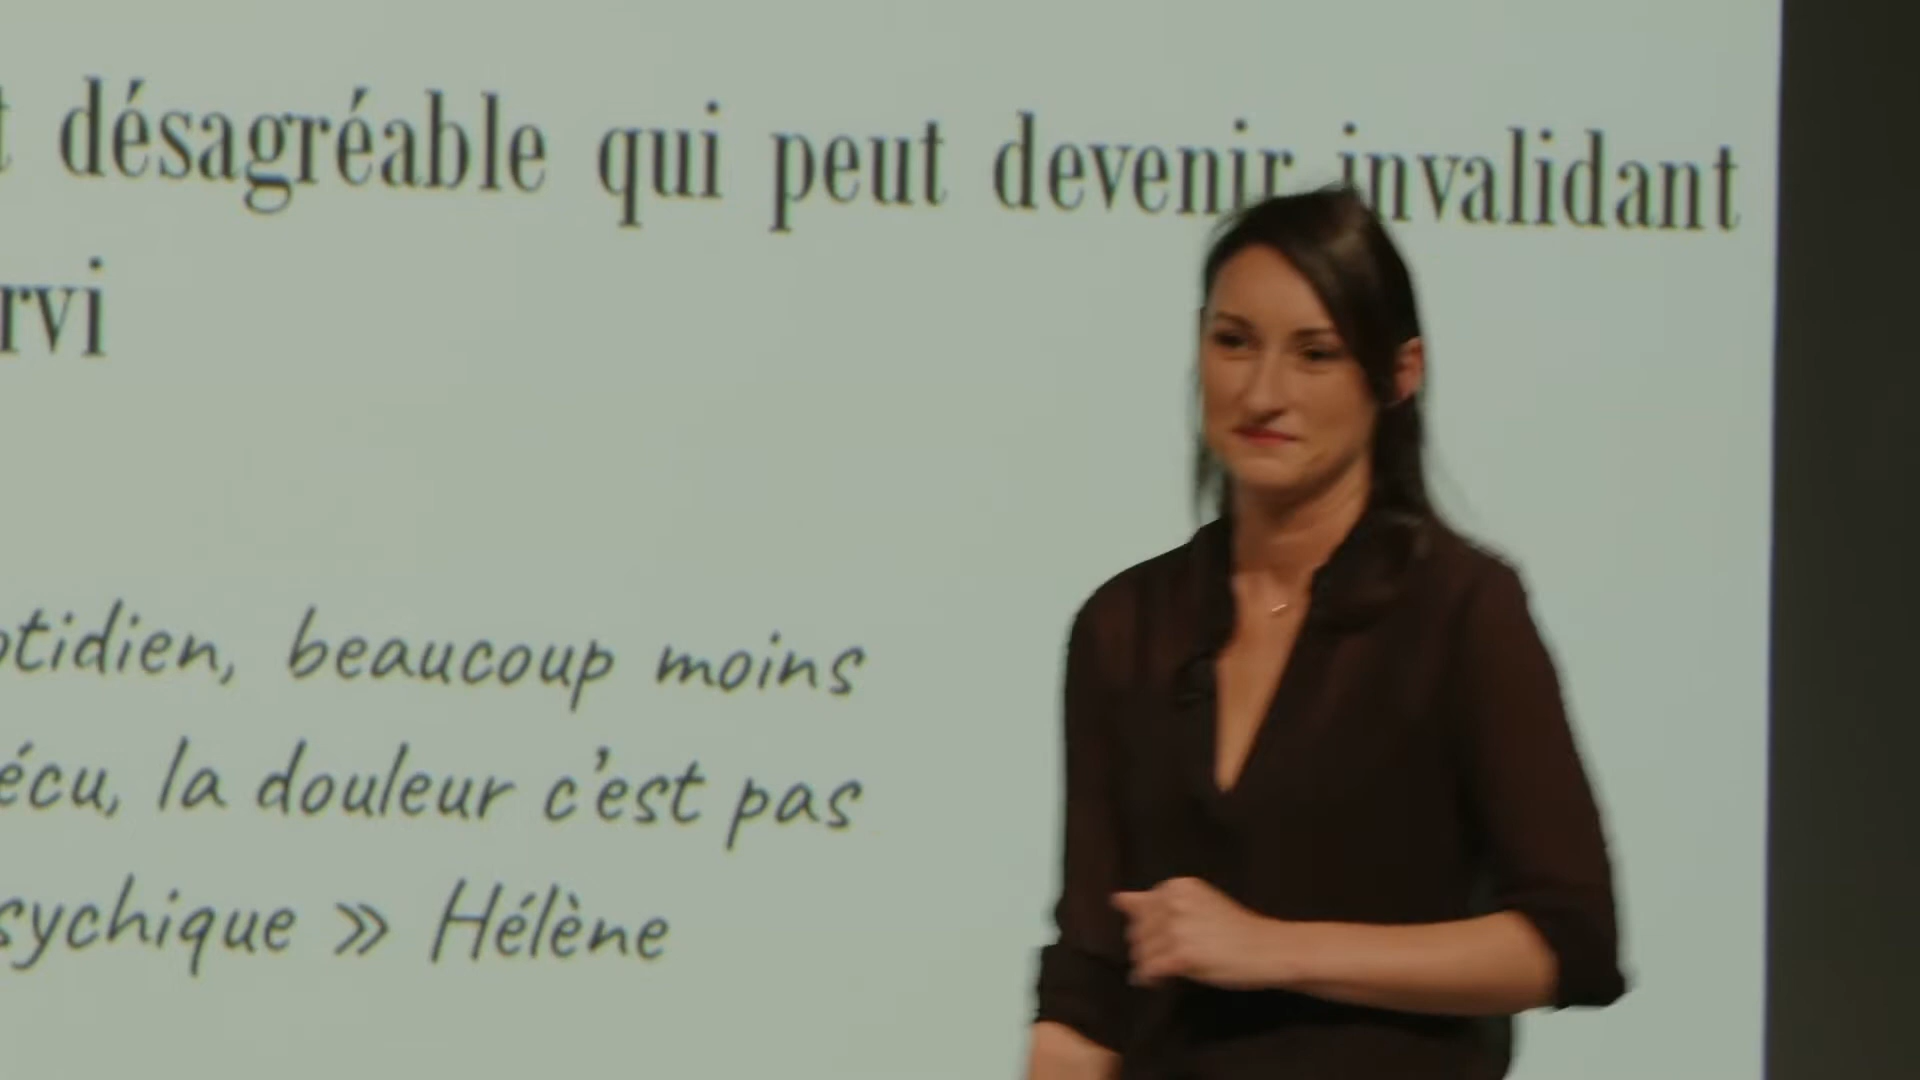 désagréable qui peut devenir invalidant
rvi
otidien, beaucoup moins
écu, la douleur c'est pas
sychique » Hélène